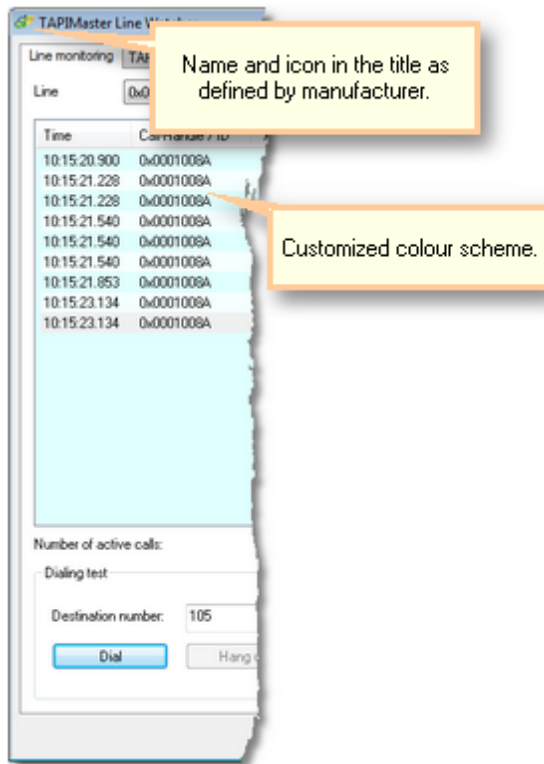 TAPIMaster Line
Name and icon in the title as
defined by manufacturer.
Line monitoring
Line
Time
10:15:20.900 0x0001008A
10:15:21.228 0x0001008A
10:15:21.228 0x0001008A
10:15:21.540 0x0001008A
10:15:21.540 0x0001008A
10:15:21.540 0x0001008A
10:15:21.853 0x0001008A
10:15:23.134 0x0001008A
10:15:23.134 0x0001008A
Customized colour scheme.
Number of active calls:
Dialing test
Destination number: 105
Dial Hang